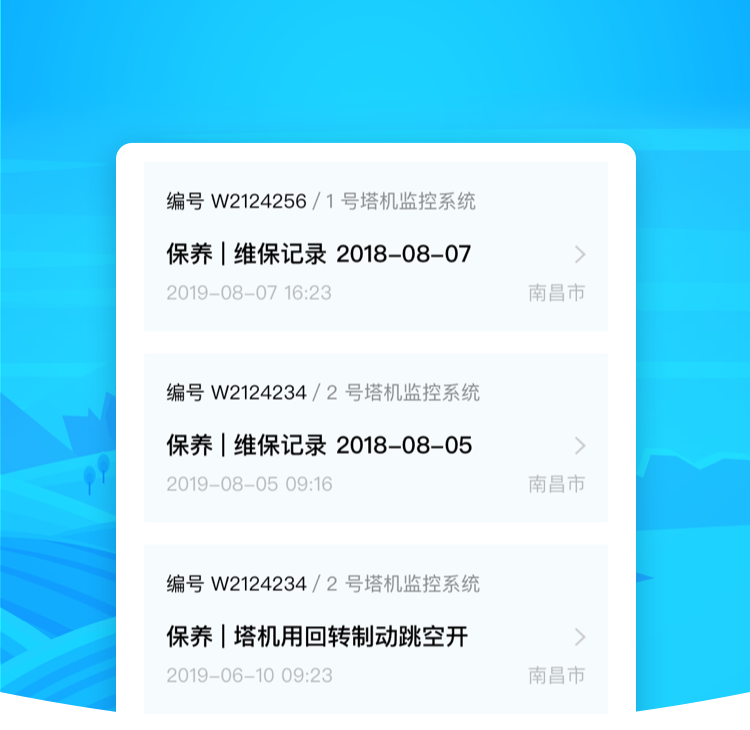 编号 W2124256 / 1 号塔机监控系统
保养 | 维保记录 2018-08-07
2019-08-07 16:23 南昌市
编号 W2124234 / 2 号塔机监控系统
保养 | 维保记录 2018-08-05
2019-08-05 09:16 南昌市
编号 W2124234 / 2 号塔机监控系统
保养 | 塔机用回转制动跳空开
2019-06-10 09:23 南昌市